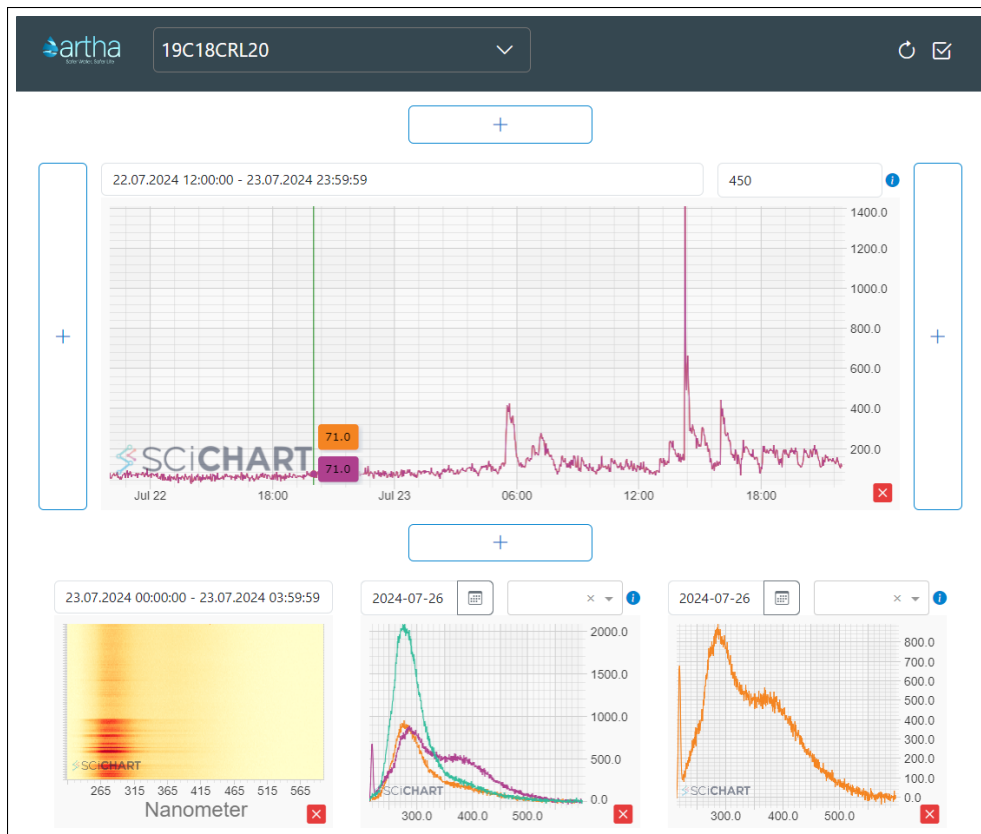 artha
Safer Water, Safer Life
19C18CRL20
+
22.07.2024 12:00:00 - 23.07.2024 23:59:59
450
i
+
+
1400.0
1200.0
1000.0
800.0
600.0
400.0
200.0
71.0
71.0
SCiCHART
Jul 22
18:00
Jul 23
06:00
12:00
18:00
+
23.07.2024 00:00:00 - 23.07.2024 03:59:59
SCiCHART
265 315 365 415 465 515 565
Nanometer
2024-07-26
i
2000.0
1000.0
500.0
0.0
SCiCHART
300.0 400.0 500.0
2024-07-26
i
800.0
700.0
600.0
500.0
400.0
300.0
200.0
100.0
0.0
SCiCHART
300.0 400.0 500.0